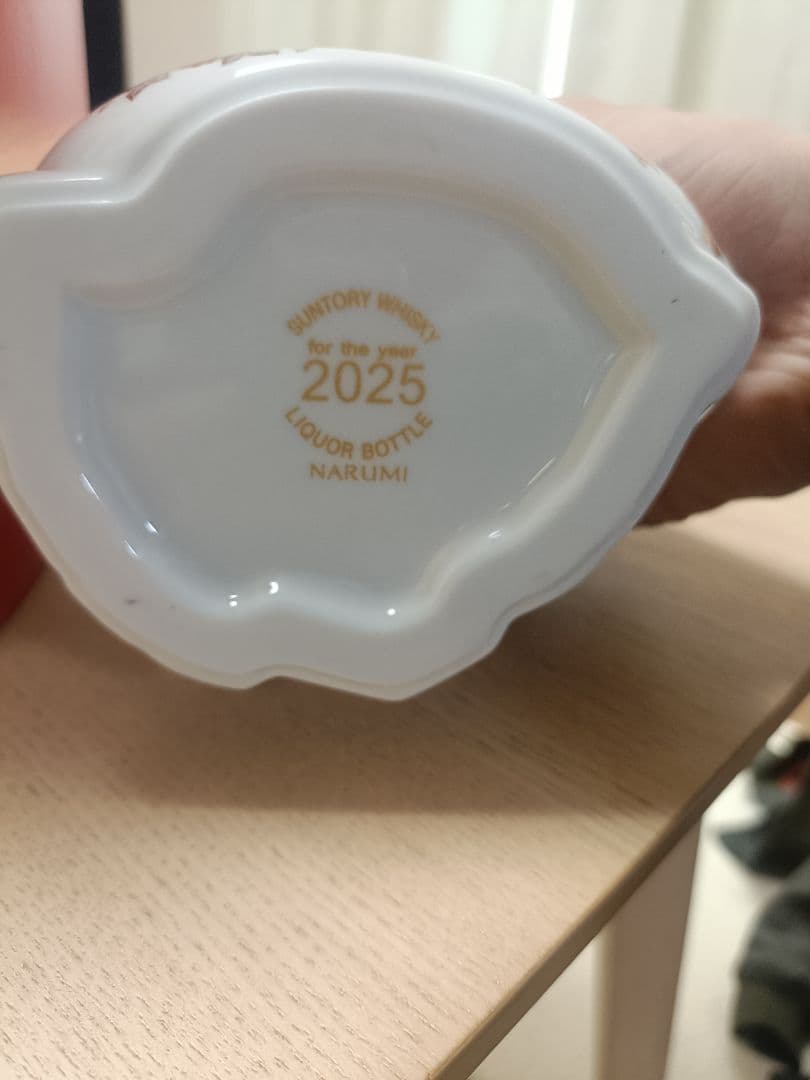 SUNTORY WHISKY
for the year
2025
LIQUOR BOTTLE
NARUMI